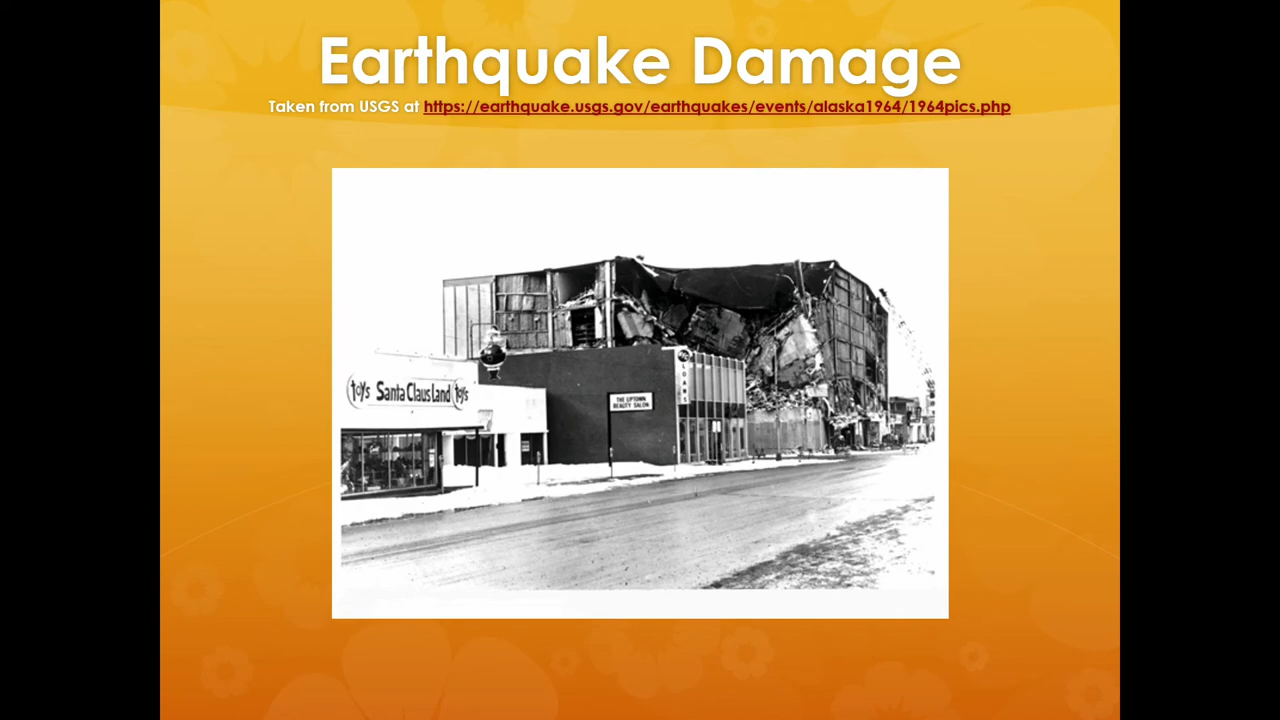 Earthquake Damage
Taken from USGS at https://earthquake.usgs.gov/earthquakes/events/alaska1964/1964pics.php
toys Santa Claus Land toys
THE UPTOWN
BEAUTY SALON
LOANS